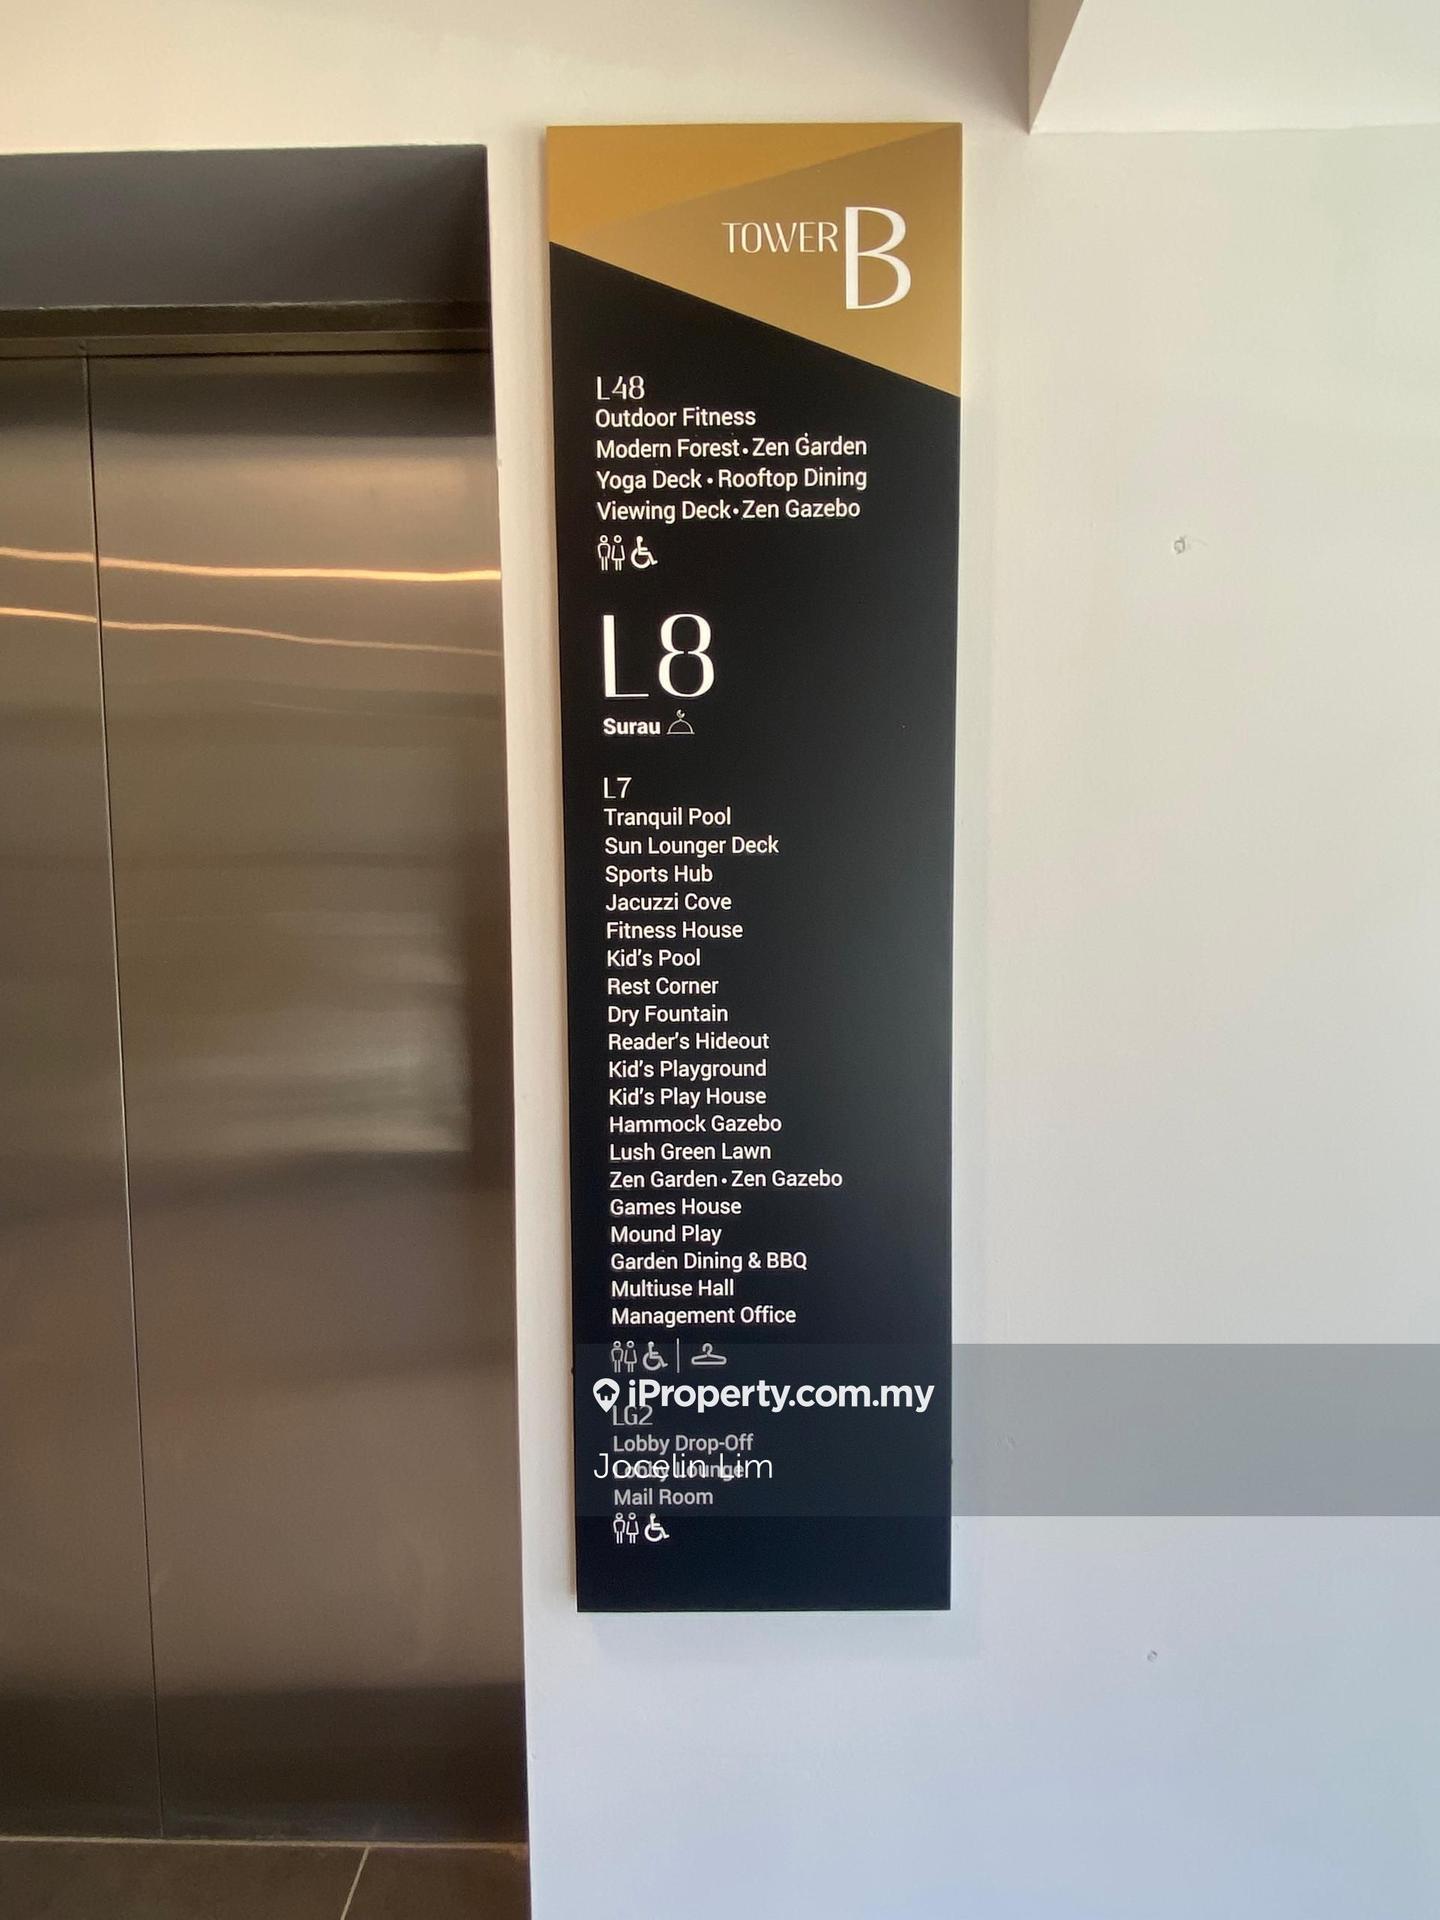 TOWER B
L48
Outdoor Fitness
Modern Forest • Zen Garden
Yoga Deck • Rooftop Dining
Viewing Deck • Zen Gazebo
L8
Surau
L7
Tranquil Pool
Sun Lounger Deck
Sports Hub
Jacuzzi Cove
Fitness House
Kid's Pool
Rest Corner
Dry Fountain
Reader's Hideout
Kid's Playground
Kid's Play House
Hammock Gazebo
Lush Green Lawn
Zen Garden • Zen Gazebo
Games House
Mound Play
Garden Dining & BBQ
Multiuse Hall
Management Office
iProperty.com.my
LG2
Lobby Drop-Off
Jocelin Lim
Lobby Lounge
Mail Room